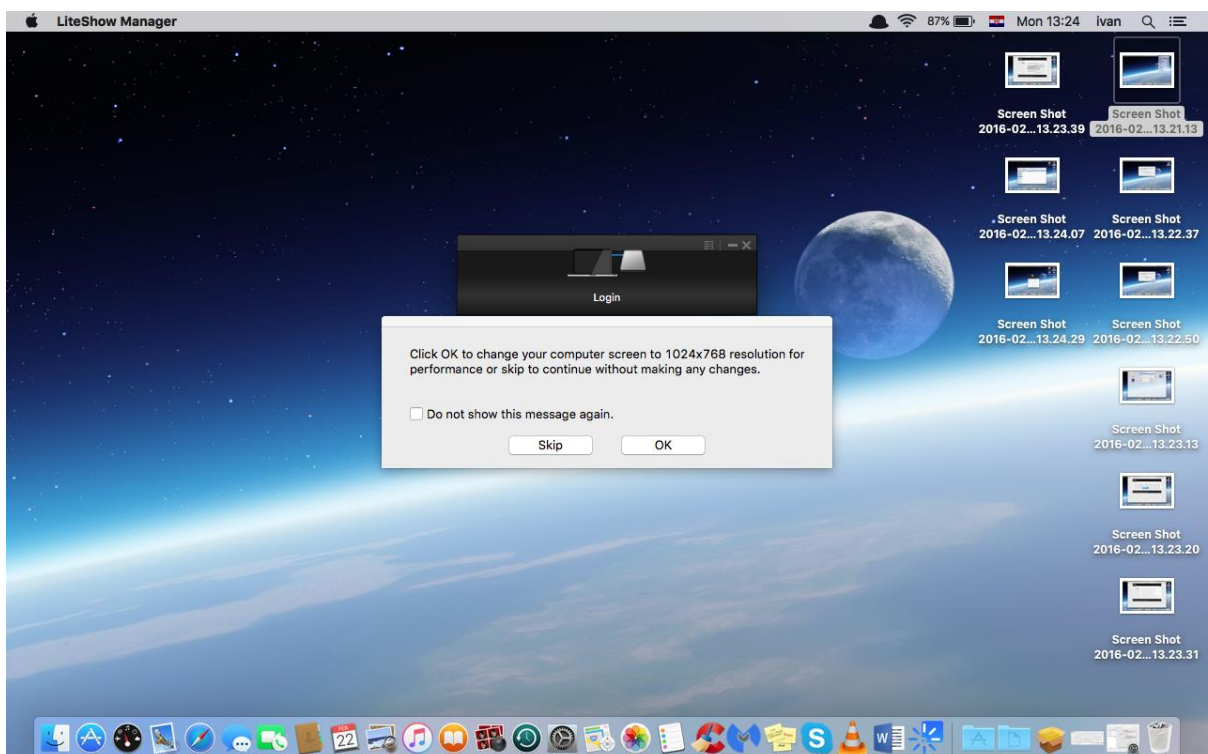 LiteShow Manager
87%
Mon 13:24
ivan
Screen Shot
2016-02...13.23.39
Screen Shot
2016-02...13.21.13
Screen Shot
2016-02...13.24.07
Screen Shot
2016-02...13.22.37
Screen Shot
2016-02...13.24.29
Screen Shot
2016-02...13.22.50
Login
Click OK to change your computer screen to 1024x768 resolution for
performance or skip to continue without making any changes.
Do not show this message again.
Skip
OK
Screen Shot
2016-02...13.23.13
Screen Shot
2016-02...13.23.20
Screen Shot
2016-02...13.23.31
FEB
22
S
W